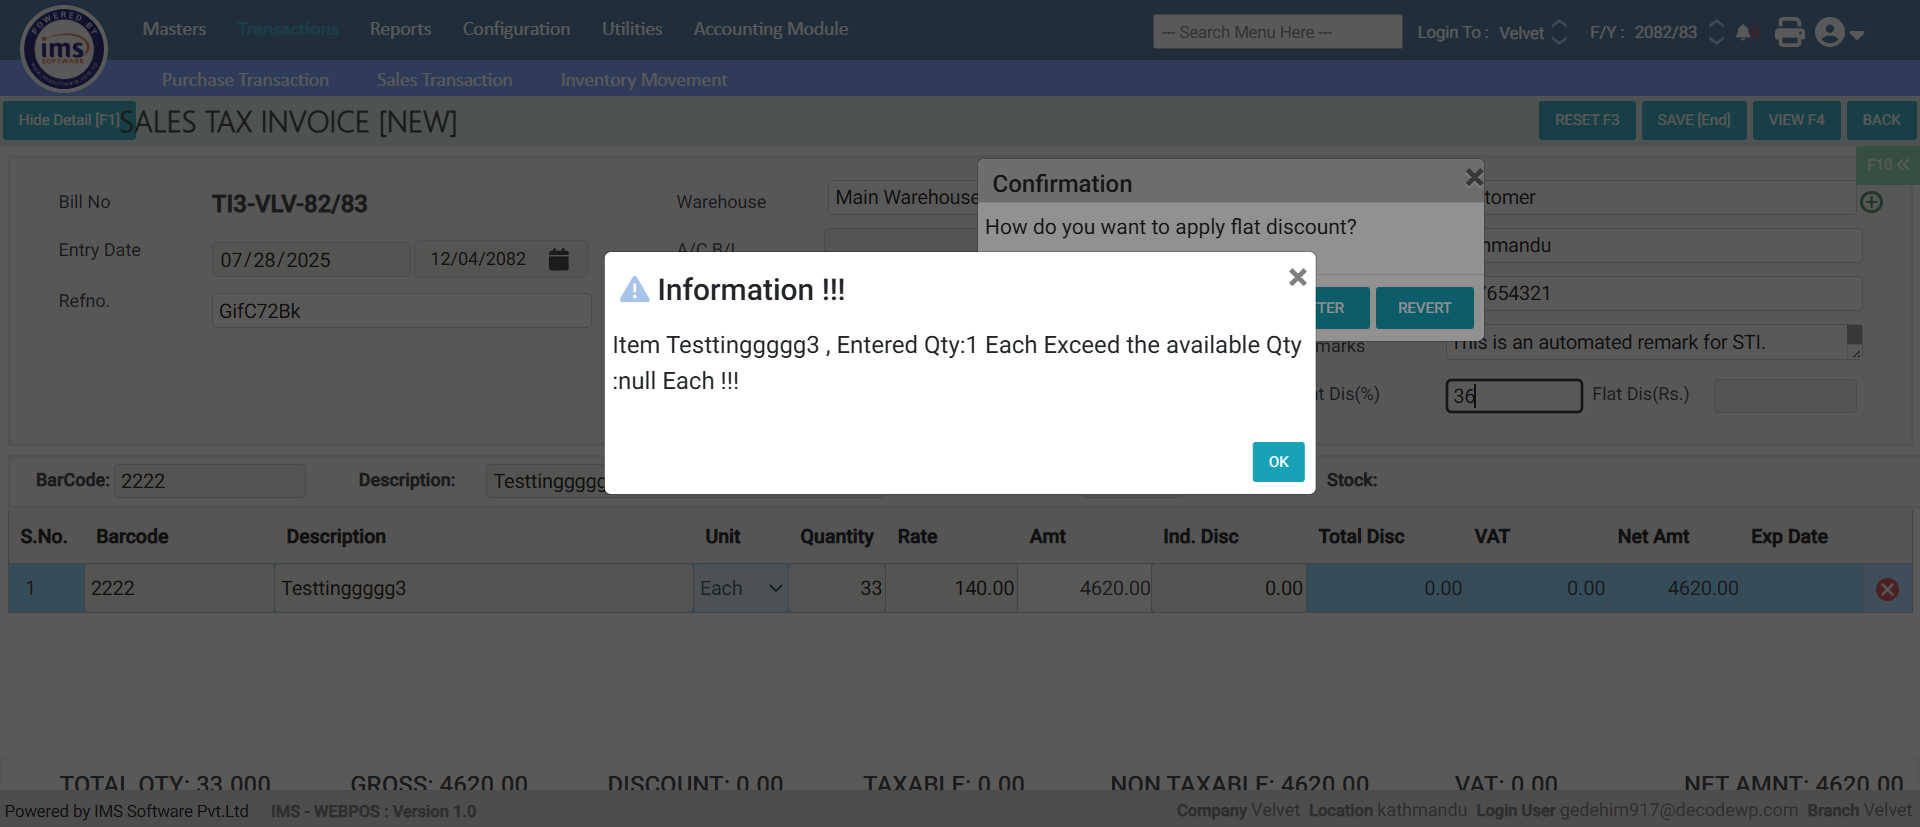 POWERED BY
ims
SOFTWARE
Masters Transactions Reports Configuration Utilities Accounting Module
--- Search Menu Here ---
Login To : Velvet F/Y : 2082/83
Purchase Transaction Sales Transaction Inventory Movement
Hide Detail [F1] SALES TAX INVOICE [NEW]
RESET F3 SAVE [End] VIEW F4 BACK
F10 «
Confirmation
How do you want to apply flat discount?
TER REVERT
Bill No TI3-VLV-82/83 Warehouse Main Warehouse tomer
Entry Date 07/28/2025 12/04/2082 A/C B/L hmandu
Refno. GifC72Bk 7654321
marks This is an automated remark for STI.
t Dis(%) 36 Flat Dis(Rs.)
Information !!!
Item Testtinggggg3 , Entered Qty:1 Each Exceed the available Qty
:null Each !!!
OK
BarCode: 2222 Description: Testtinggggg Stock:
S.No. Barcode Description Unit Quantity Rate Amt Ind. Disc Total Disc VAT Net Amt Exp Date
1 2222 Testtinggggg3 Each 33 140.00 4620.00 0.00 0.00 0.00 4620.00
TOTAL QTY: 33.000 GROSS: 4620.00 DISCOUNT: 0.00 TAXABLE: 0.00 NON TAXABLE: 4620.00 VAT: 0.00 NET AMNT: 4620.00
Powered by IMS Software Pvt.Ltd IMS - WEBPOS : Version 1.0 Company Velvet Location kathmandu Login User gedehim917@decodewp.com Branch Velvet